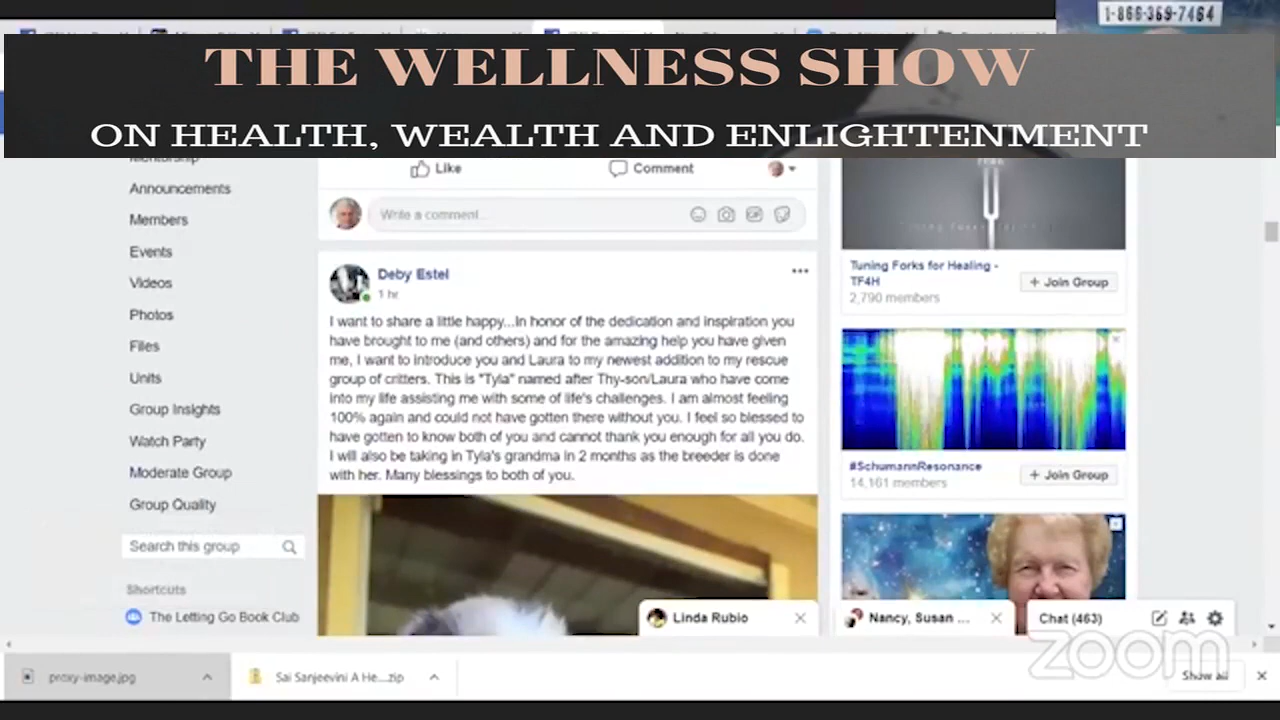 1-866-369-7464
THE WELLNESS SHOW
ON HEALTH, WEALTH AND ENLIGHTENMENT
Mentorship
Announcements
Members
Events
Videos
Photos
Files
Units
Group Insights
Watch Party
Moderate Group
Group Quality
Search this group
Shortcuts
The Letting Go Book Club
Like
Comment
Write a comment...
Deby Estel
1 hr
I want to share a little happy...In honor of the dedication and inspiration you
have brought to me (and others) and for the amazing help you have given
me, I want to introduce you and Laura to my newest addition to my rescue
group of critters. This is "Tyla" named after Thy-son/Laura who have come
into my life assisting me with some of life's challenges. I am almost feeling
100% again and could not have gotten there without you. I feel so blessed to
have gotten to know both of you and cannot thank you enough for all you do.
I will also be taking in Tyla's grandma in 2 months as the breeder is done
with her. Many blessings to both of you.
Tuning Forks for Healing -
TF4H
2,790 members
+ Join Group
#SchumannResonance
14,161 members
+ Join Group
Linda Rubio
Nancy, Susan ...
Chat (463)
zoom
proxy-image.jpg
Sai Sanjeevini A He....zip
Show all